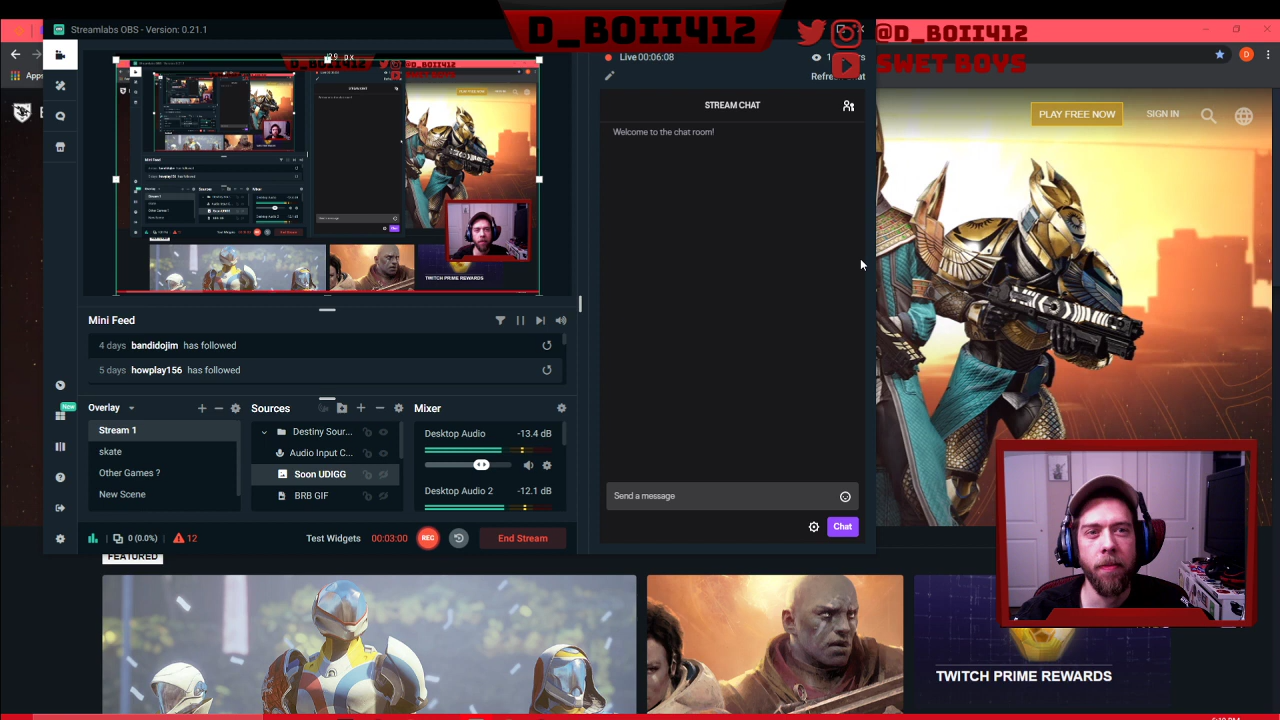 Streamlabs OBS - Version: 0.21.1
D_BOII412
@D_BOII412
SWET BOYS
Live 00:06:08
STREAM CHAT
Welcome to the chat room!
PLAY FREE NOW
SIGN IN
Mini Feed
4 days bandidojim has followed
5 days howplay156 has followed
Overlay
Sources
Mixer
Stream 1
skate
Other Games ?
New Scene
Destiny Sour...
Audio Input C...
Soon UDIGG
BRB GIF
Desktop Audio -13.4 dB
Desktop Audio 2 -12.1 dB
Send a message
Chat
New
0 (0.0%)
12
Test Widgets
00:03:00
REC
End Stream
FEATURED
TWITCH PRIME REWARDS